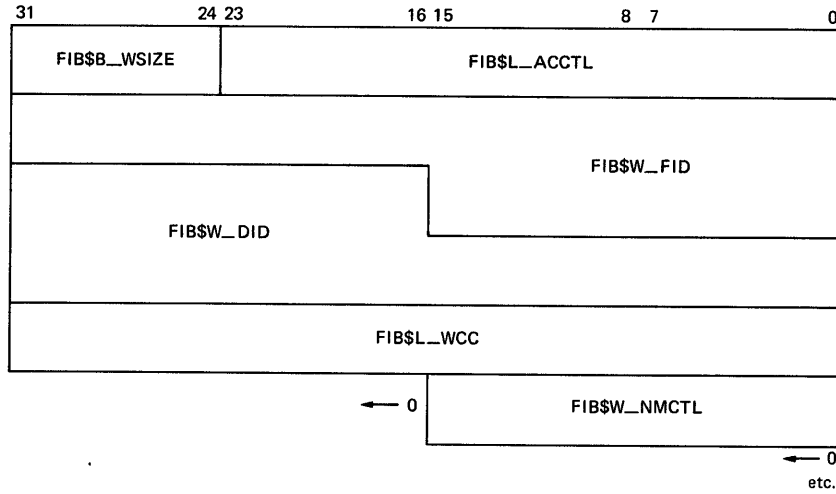 31 24 23 16 15 8 7 0
FIB$B_WSIZE FIB$L_ACCTL
FIB$W_FID
FIB$W_DID
FIB$L_WCC
← 0 FIB$W_NMCTL
← 0
etc.